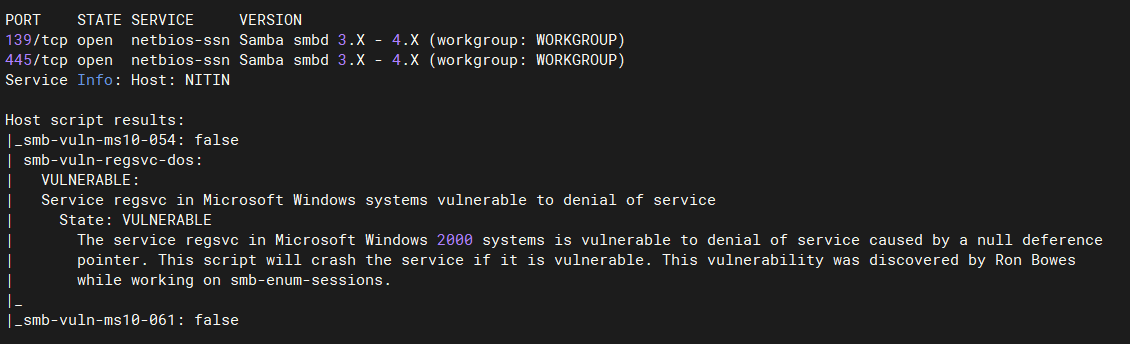 PORT    STATE SERVICE     VERSION
139/tcp open  netbios-ssn Samba smbd 3.X - 4.X (workgroup: WORKGROUP)
445/tcp open  netbios-ssn Samba smbd 3.X - 4.X (workgroup: WORKGROUP)
Service Info: Host: NITIN

Host script results:
|_smb-vuln-ms10-054: false
| smb-vuln-regsvc-dos:
|   VULNERABLE:
|   Service regsvc in Microsoft Windows systems vulnerable to denial of service
|     State: VULNERABLE
|       The service regsvc in Microsoft Windows 2000 systems is vulnerable to denial of service caused by a null deference
|       pointer. This script will crash the service if it is vulnerable. This vulnerability was discovered by Ron Bowes
|       while working on smb-enum-sessions.
|_
|_smb-vuln-ms10-061: false